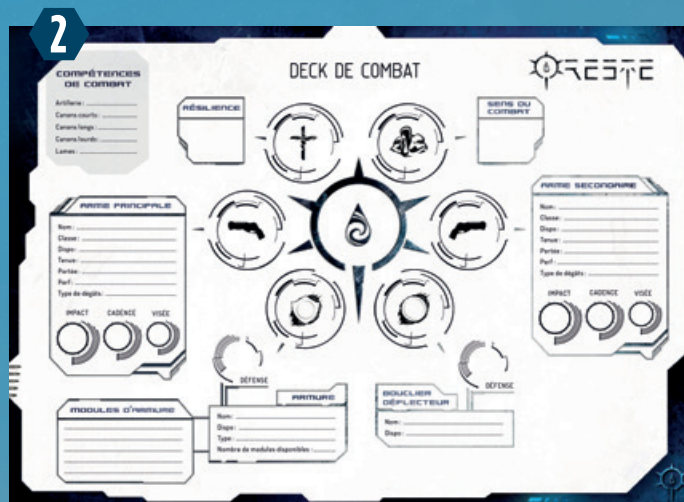 2
COMPÉTENCES
DE COMBAT
Artillerie :
Canons courts :
Canons longs :
Canons lourds :
Lames :
DECK DE COMBAT
ORESTE
RÉSILIENCE
SENS DU
COMBAT
ARME PRINCIPALE
Nom :
Classe :
Dispo :
Tenue :
Portée :
Perf :
Type de dégâts :
IMPACT CADENCE VISÉE
ARME SECONDAIRE
Nom :
Classe :
Dispo :
Tenue :
Portée :
Perf :
Type de dégâts :
IMPACT CADENCE VISÉE
DÉFENSE
DÉFENSE
MODULES D'ARMURE
ARMURE
Nom :
Dispo :
Type :
Nombre de modules disponibles :
BOUCLIER
DÉFLECTEUR
Nom :
Dispo :